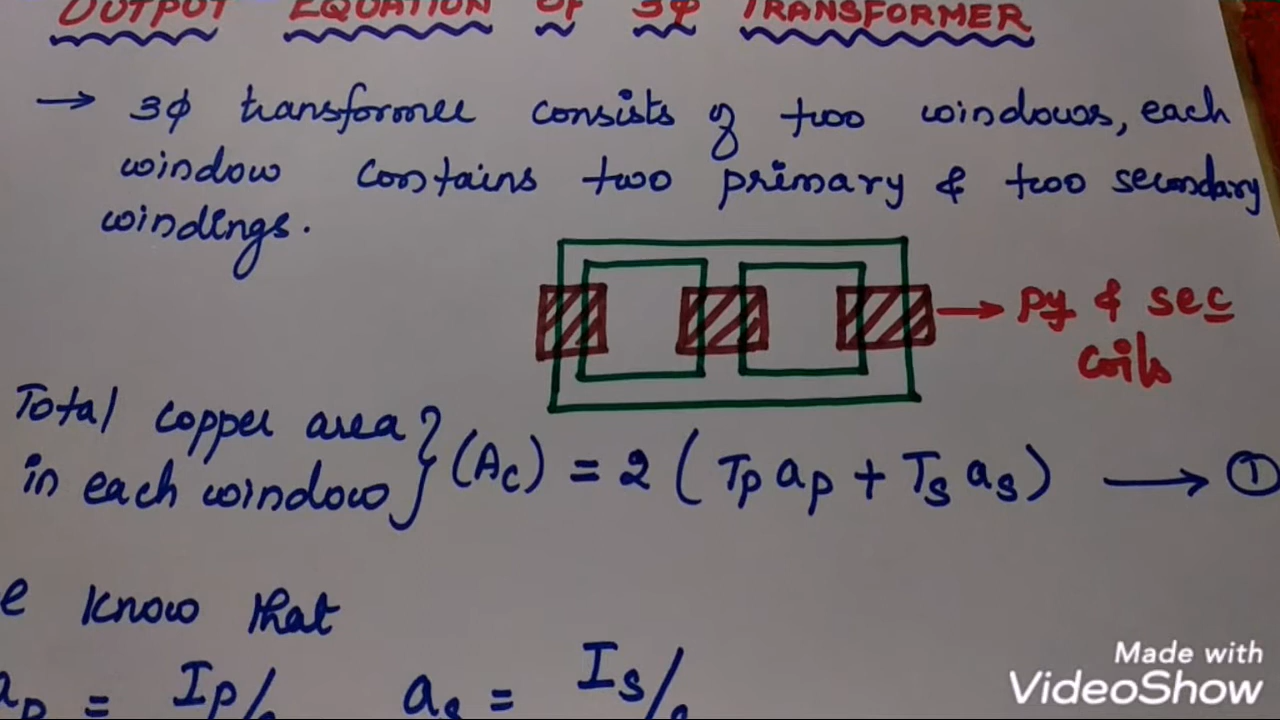 OUTPUT EQUATION OF 3Φ TRANSFORMER
→ 3φ transformer consists of two windows, each
window contains two primary & two secondary
windings.
py & sec
coils
Total copper area
in each window } (Ac) = 2 ( Tp ap + Ts as ) → ①
e know that
ap = Ip/ as = Is/
Made with
VideoShow